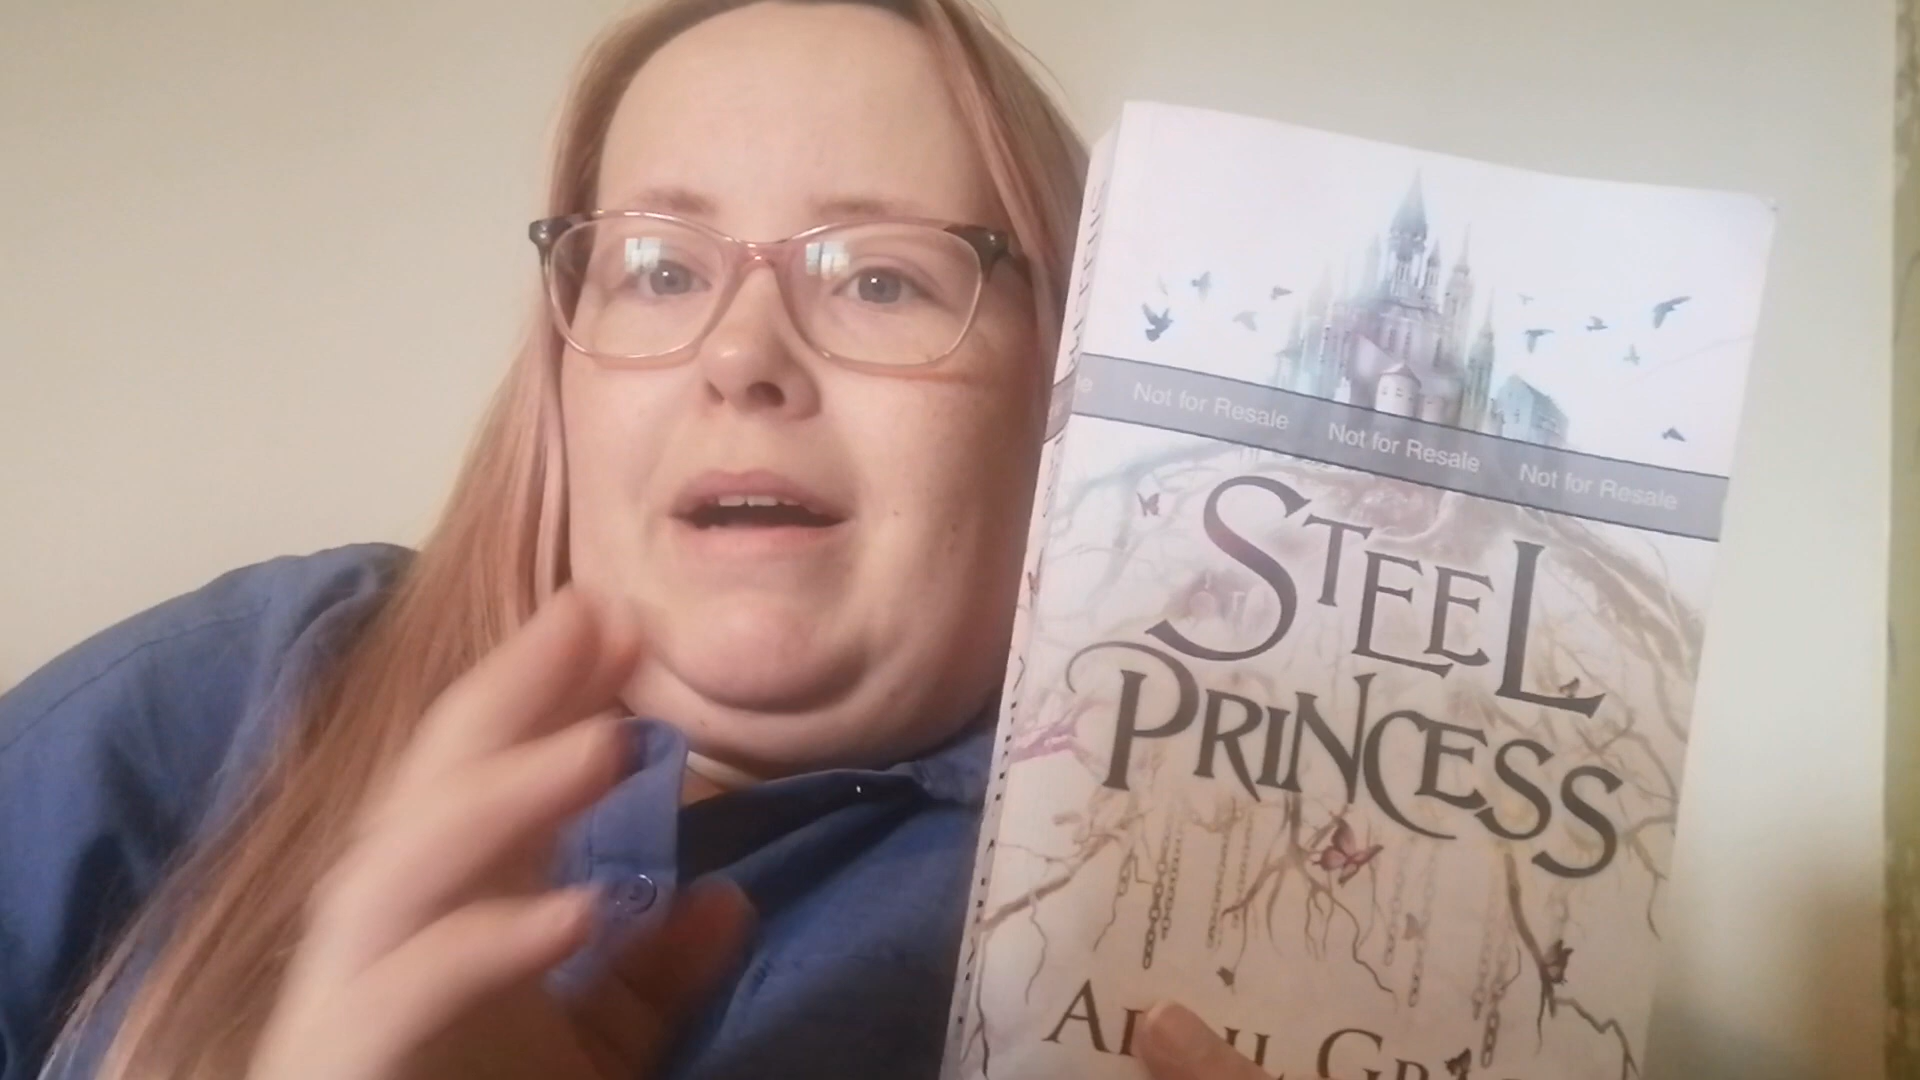 Not for Resale Not for Resale Not for Resale
STEEL
PRINCESS